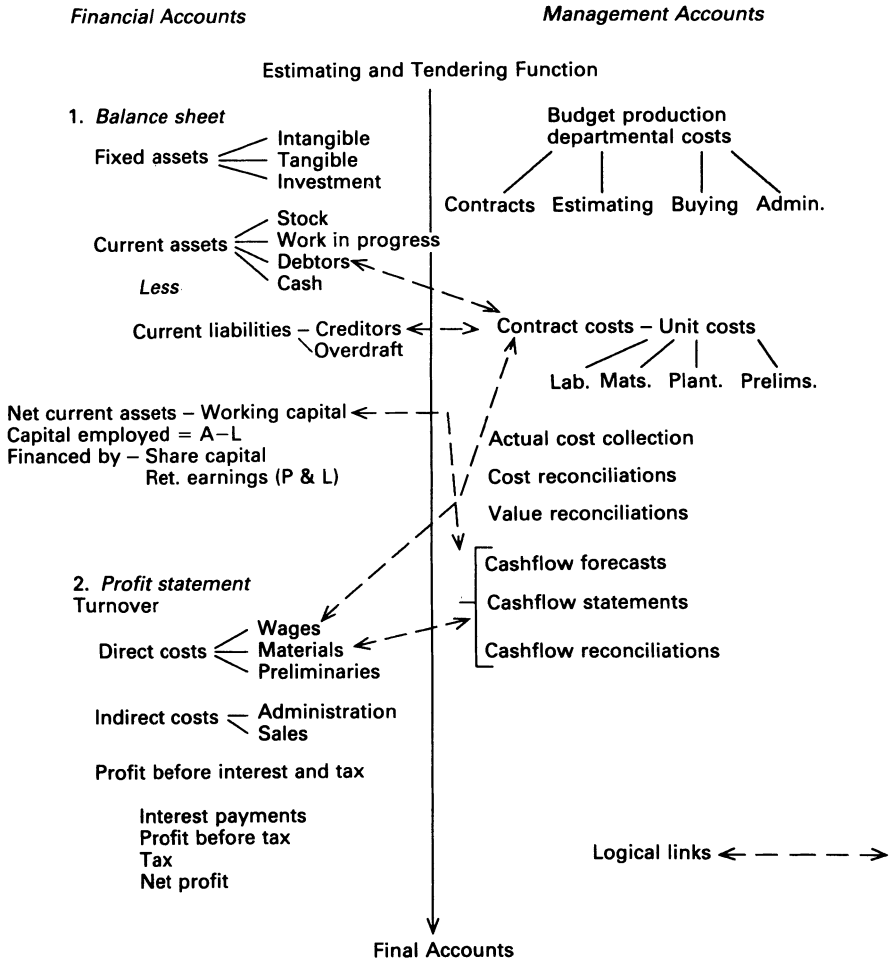 Financial Accounts
Management Accounts
Estimating and Tendering Function
1. Balance sheet
Fixed assets
Intangible
Tangible
Investment
Current assets
Stock
Work in progress
Debtors
Cash
Less
Current liabilities – Creditors
Overdraft
Net current assets – Working capital
Capital employed = A–L
Financed by – Share capital
Ret. earnings (P & L)
2. Profit statement
Turnover
Direct costs
Wages
Materials
Preliminaries
Indirect costs
Administration
Sales
Profit before interest and tax
Interest payments
Profit before tax
Tax
Net profit
Budget production
departmental costs
Contracts Estimating Buying Admin.
Contract costs – Unit costs
Lab. Mats. Plant. Prelims.
Actual cost collection
Cost reconciliations
Value reconciliations
Cashflow forecasts
Cashflow statements
Cashflow reconciliations
Logical links
Final Accounts